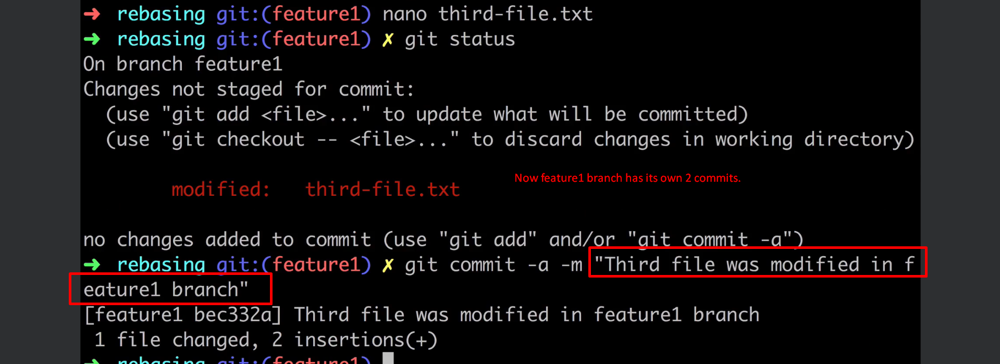 ➜ rebasing git:(feature1) nano third-file.txt
➜ rebasing git:(feature1) ✗ git status
On branch feature1
Changes not staged for commit:
  (use "git add <file>..." to update what will be committed)
  (use "git checkout -- <file>..." to discard changes in working directory)
Now feature1 branch has its own 2 commits.
        modified:   third-file.txt
no changes added to commit (use "git add" and/or "git commit -a")
➜ rebasing git:(feature1) ✗ git commit -a -m "Third file was modified in f
eature1 branch"
[feature1 bec332a] Third file was modified in feature1 branch
 1 file changed, 2 insertions(+)
➜ rebasing git:(feature1)